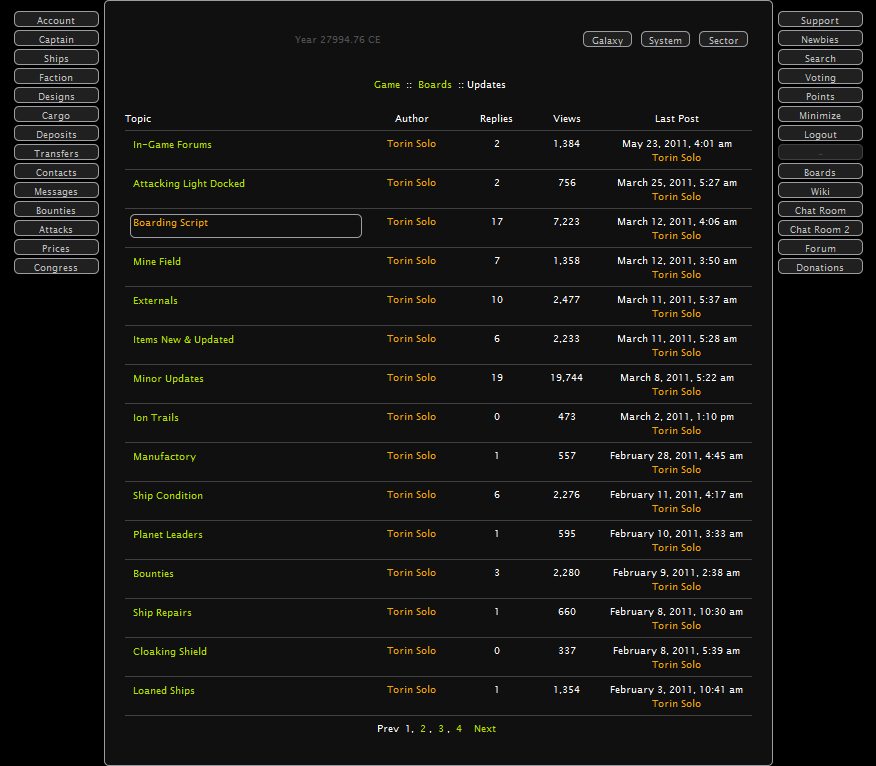 Account
Captain
Ships
Faction
Designs
Cargo
Deposits
Transfers
Contacts
Messages
Bounties
Attacks
Prices
Congress
Year 27994.76 CE
Galaxy System Sector
Game :: Boards :: Updates
Topic Author Replies Views Last Post
In-Game Forums Torin Solo 2 1,384 May 23, 2011, 4:01 am
Torin Solo
Attacking Light Docked Torin Solo 2 756 March 25, 2011, 5:27 am
Torin Solo
Boarding Script Torin Solo 17 7,223 March 12, 2011, 4:06 am
Torin Solo
Mine Field Torin Solo 7 1,358 March 12, 2011, 3:50 am
Torin Solo
Externals Torin Solo 10 2,477 March 11, 2011, 5:37 am
Torin Solo
Items New & Updated Torin Solo 6 2,233 March 11, 2011, 5:28 am
Torin Solo
Minor Updates Torin Solo 19 19,744 March 8, 2011, 5:22 am
Torin Solo
Ion Trails Torin Solo 0 473 March 2, 2011, 1:10 pm
Torin Solo
Manufactory Torin Solo 1 557 February 28, 2011, 4:45 am
Torin Solo
Ship Condition Torin Solo 6 2,276 February 11, 2011, 4:17 am
Torin Solo
Planet Leaders Torin Solo 1 595 February 10, 2011, 3:33 am
Torin Solo
Bounties Torin Solo 3 2,280 February 9, 2011, 2:38 am
Torin Solo
Ship Repairs Torin Solo 1 660 February 8, 2011, 10:30 am
Torin Solo
Cloaking Shield Torin Solo 0 337 February 8, 2011, 5:39 am
Torin Solo
Loaned Ships Torin Solo 1 1,354 February 3, 2011, 10:41 am
Torin Solo
Prev 1, 2 , 3 , 4 Next
Support
Newbies
Search
Voting
Points
Minimize
Logout
-
Boards
Wiki
Chat Room
Chat Room 2
Forum
Donations